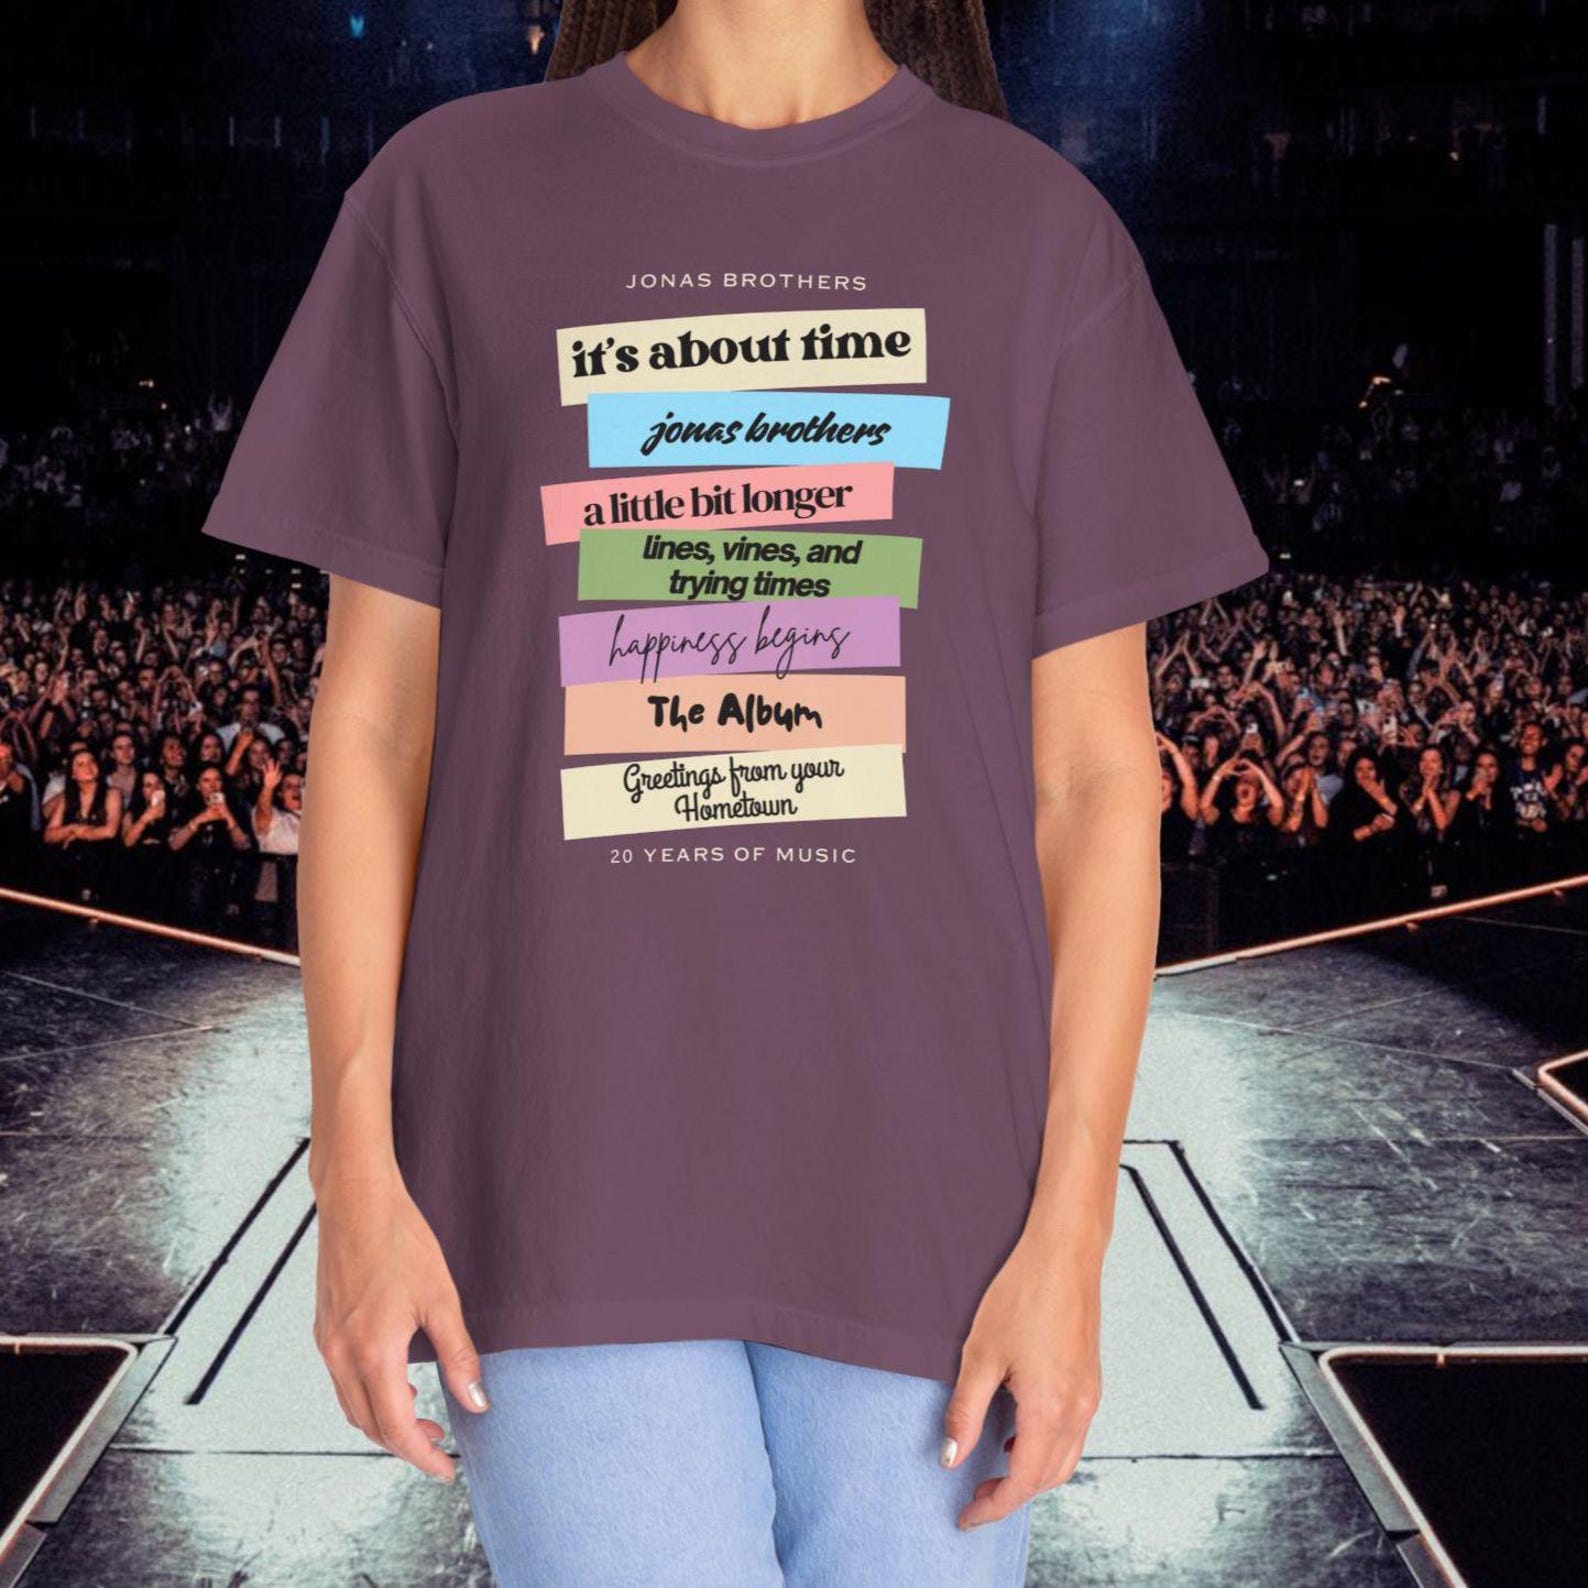 JONAS BROTHERS
it's about time
jonas brothers
a little bit longer
lines, vines, and
trying times
happiness begins
The Album
Greetings from your
Hometown
20 YEARS OF MUSIC